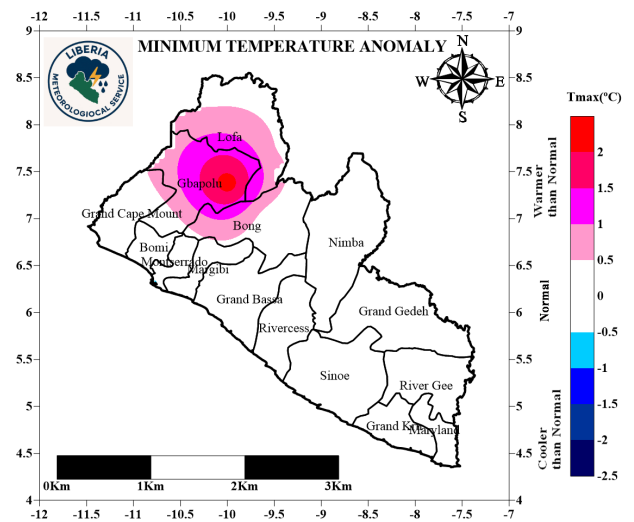 -12 -11.5 -11 -10.5 -10 -9.5 -9 -8.5 -8 -7.5 -7
MINIMUM TEMPERATURE ANOMALY
LIBERIA
METEOROLOGIOCAL SERVICE
N
W E
S
Tmax(ºC)
9
8.5
8
7.5
7
6.5
6
5.5
5
4.5
4
Lofa
Gbapolu
Grand Cape Mount
Bong
Nimba
Bomi
Montserrado
Margibi
Grand Bassa
Grand Gedeh
Rivercess
Sinoe
River Gee
Grand Kru
Maryland
0Km 1Km 2Km 3Km
9
8.5
8
7.5
7
6.5
6
5.5
5
4.5
4
Warmer
than Normal
Normal
Cooler
than Normal
2
1.5
1
0.5
0
-0.5
-1
-1.5
-2
-2.5
-12 -11.5 -11 -10.5 -10 -9.5 -9 -8.5 -8 -7.5 -7